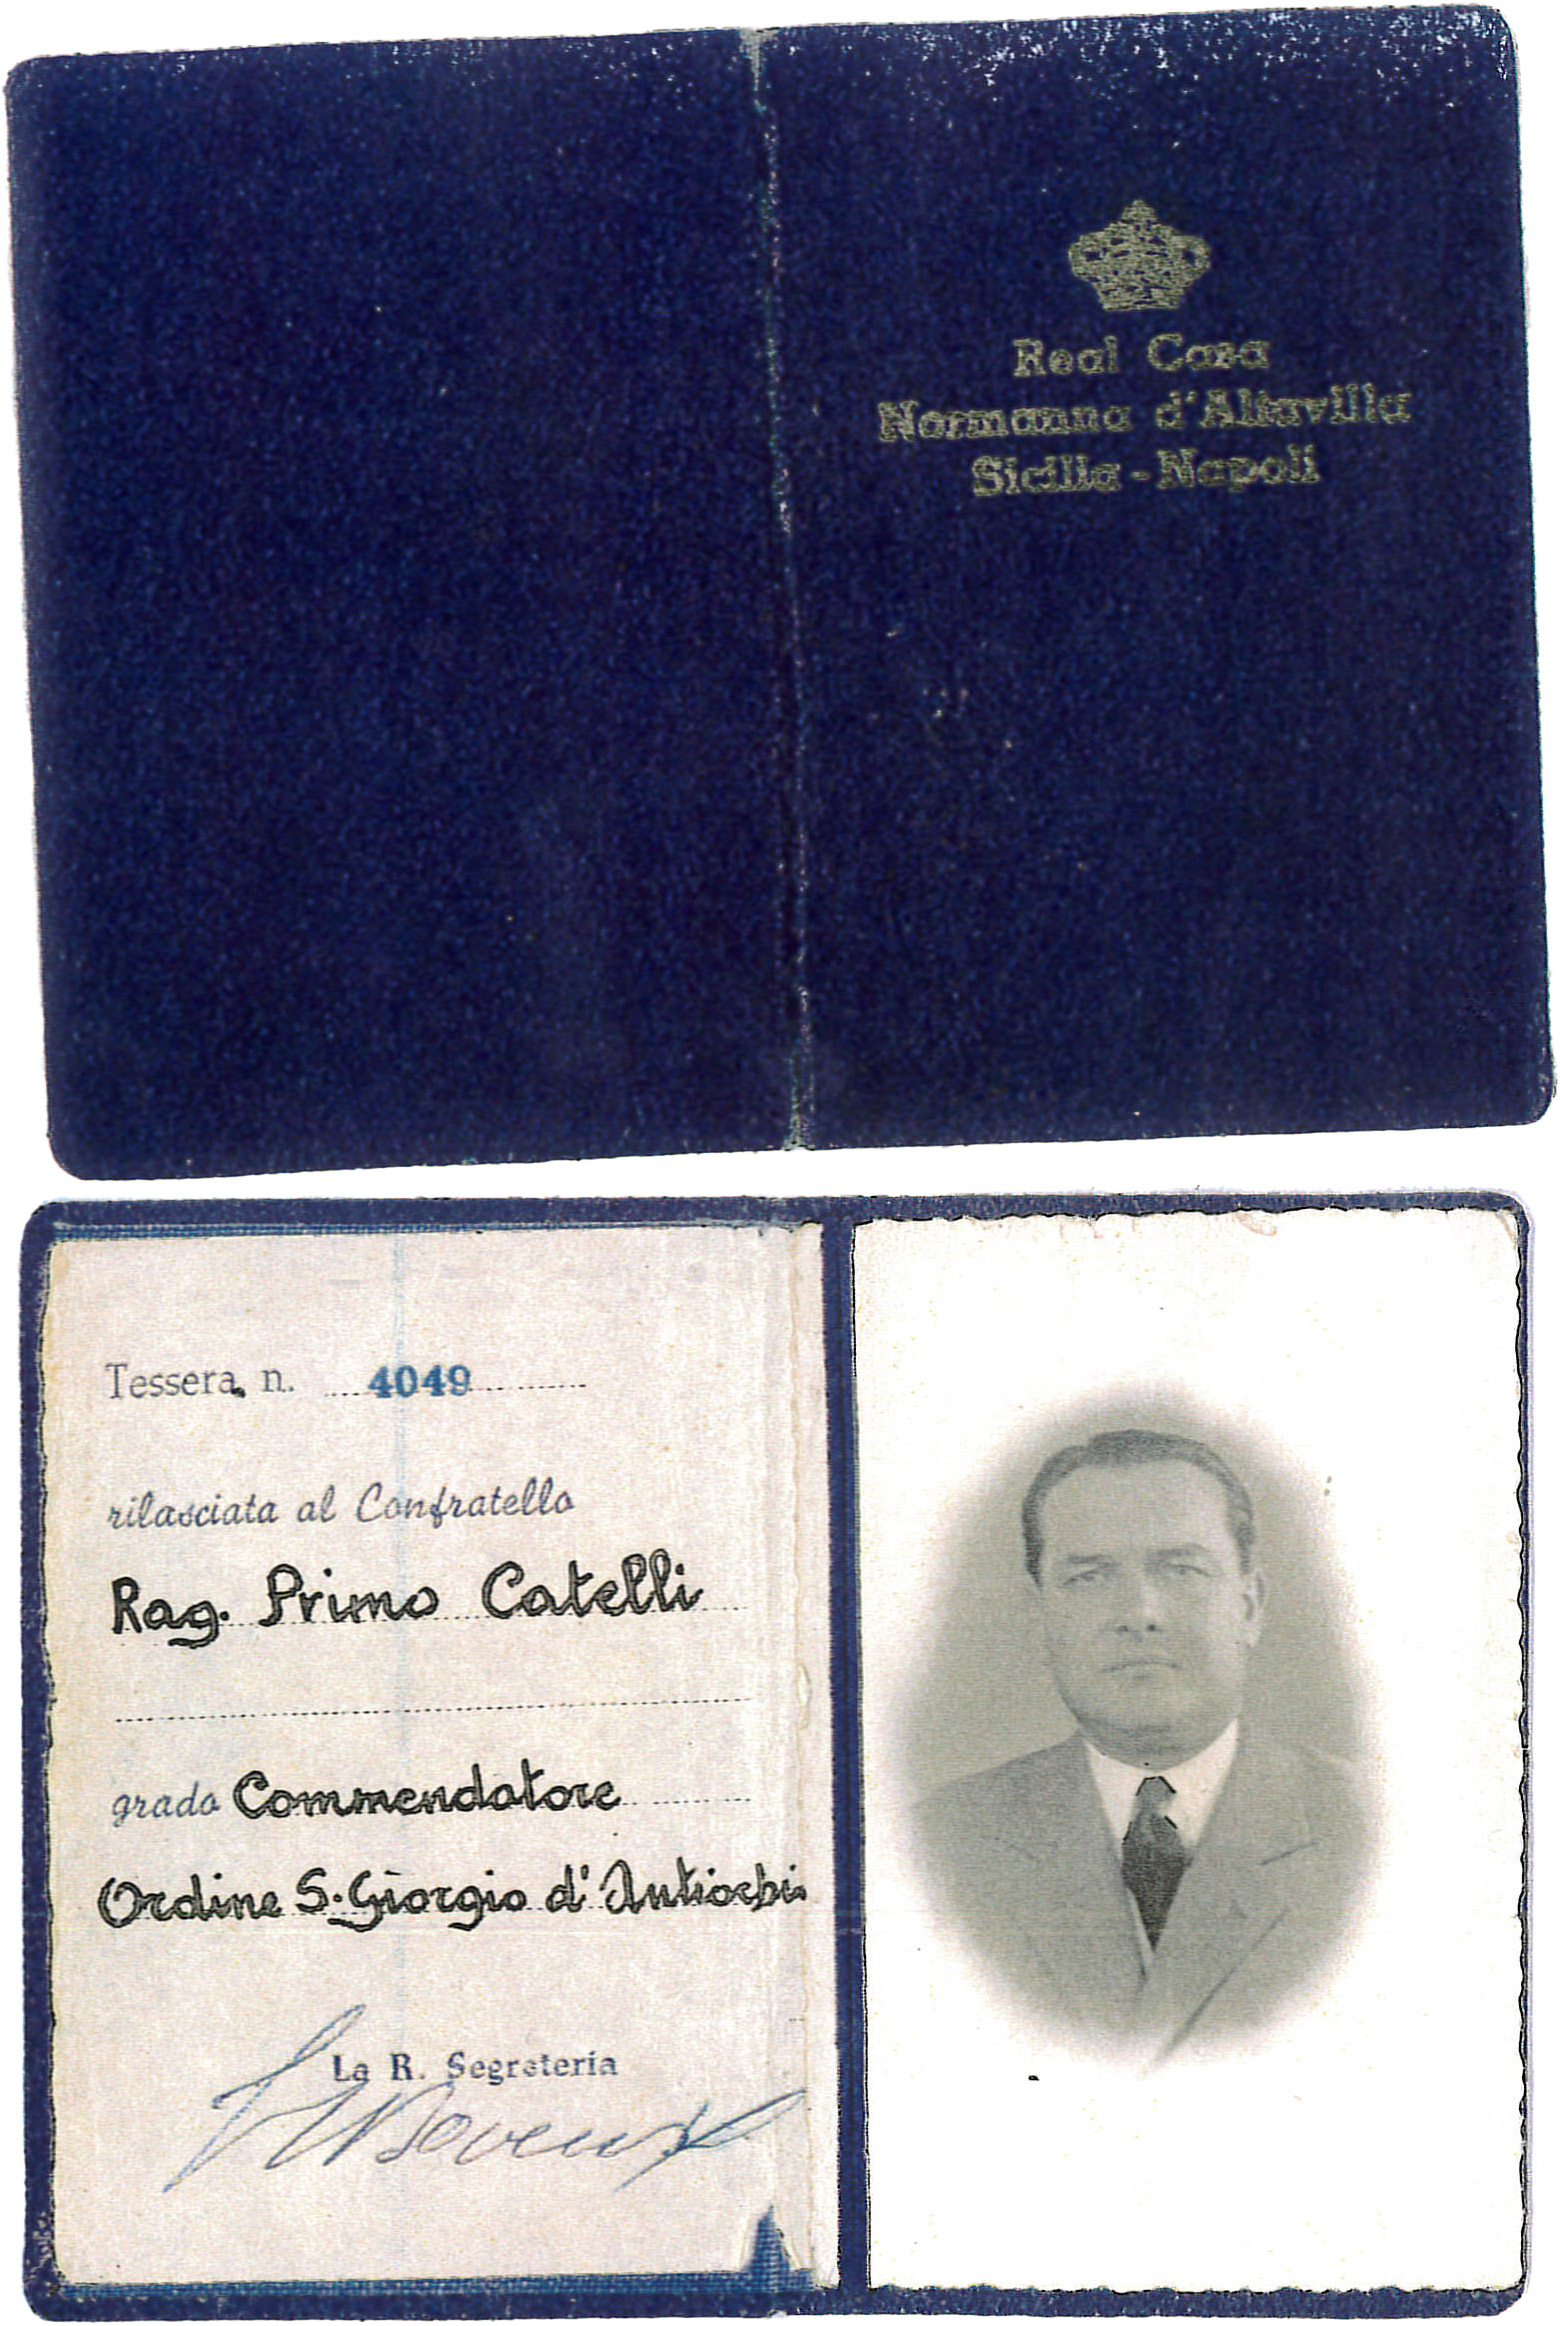 Real Casa
Normanna d'Altavilla
Sicilia - Napoli
Tessera n. 4049
rilasciata al Confratello
Rag. Primo Catelli
grado Commendatore
Ordine S. Giorgio d'Antiochia
La R. Segreteria